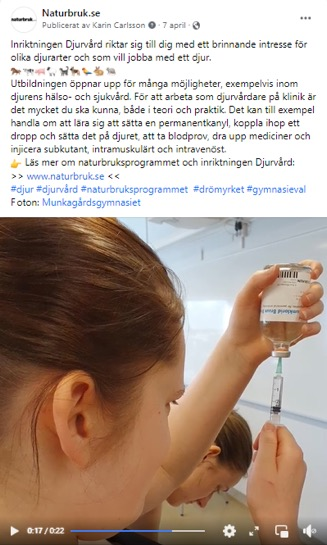 Naturbruk.se
naturbruk.se
Publicerat av Karin Carlsson · 7 april ·
Inriktningen Djurvård riktar sig till dig med ett brinnande intresse för
olika djurarter och som vill jobba med ett djur.
Utbildningen öppnar upp för många möjligheter, exempelvis inom
djurens hälso- och sjukvård. För att arbeta som djurvårdare på klinik är
det mycket du ska kunna, både i teori och praktik. Det kan till exempel
handla om att lära sig att sätta en permanentkanyl, koppla ihop ett
dropp och sätta det på djuret, att ta blodprov, dra upp mediciner och
injicera subkutant, intramuskulärt och intravenöst.
👉 Läs mer om naturbruksprogrammet och inriktningen Djurvård:
>> www.naturbruk.se <<
#djur #djurvård #naturbruksprogrammet #drömyrket #gymnasieval
Foton: Munkagårdsgymnasiet
0:17 / 0:22